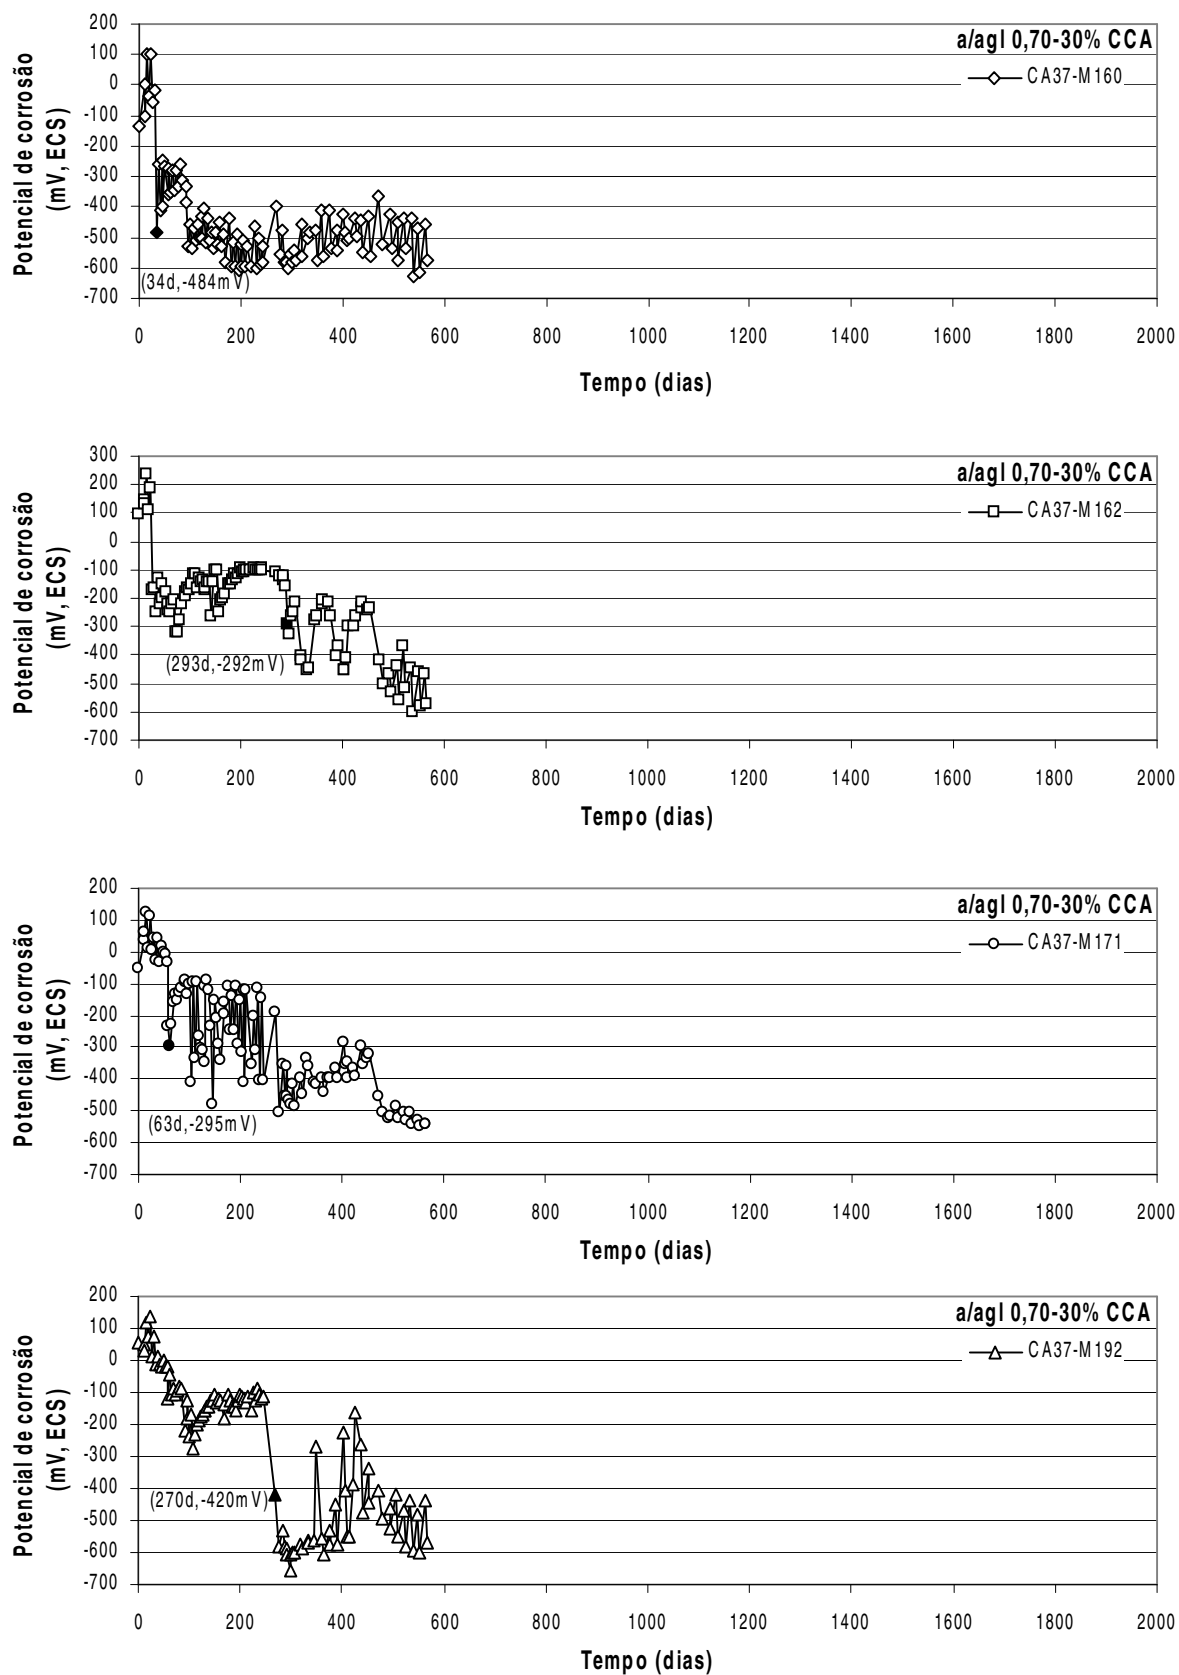 200
a/agl 0,70-30% CCA
100
CA37-M160
0
-100
-200
-300
-400
-500
-600
(34d,-484mV)
-700
Potencial de corrosão
(mV, ECS)
0 200 400 600 800 1000 1200 1400 1600 1800 2000
Tempo (dias)
300
a/agl 0,70-30% CCA
200
100
CA37-M162
0
-100
-200
-300
-400
(293d,-292mV)
-500
-600
-700
Potencial de corrosão
(mV, ECS)
0 200 400 600 800 1000 1200 1400 1600 1800 2000
Tempo (dias)
200
a/agl 0,70-30% CCA
100
CA37-M171
0
-100
-200
-300
-400
-500
(63d,-295mV)
-600
-700
Potencial de corrosão
(mV, ECS)
0 200 400 600 800 1000 1200 1400 1600 1800 2000
Tempo (dias)
200
a/agl 0,70-30% CCA
100
CA37-M192
0
-100
-200
-300
-400
(270d,-420mV)
-500
-600
-700
Potencial de corrosão
(mV, ECS)
0 200 400 600 800 1000 1200 1400 1600 1800 2000
Tempo (dias)